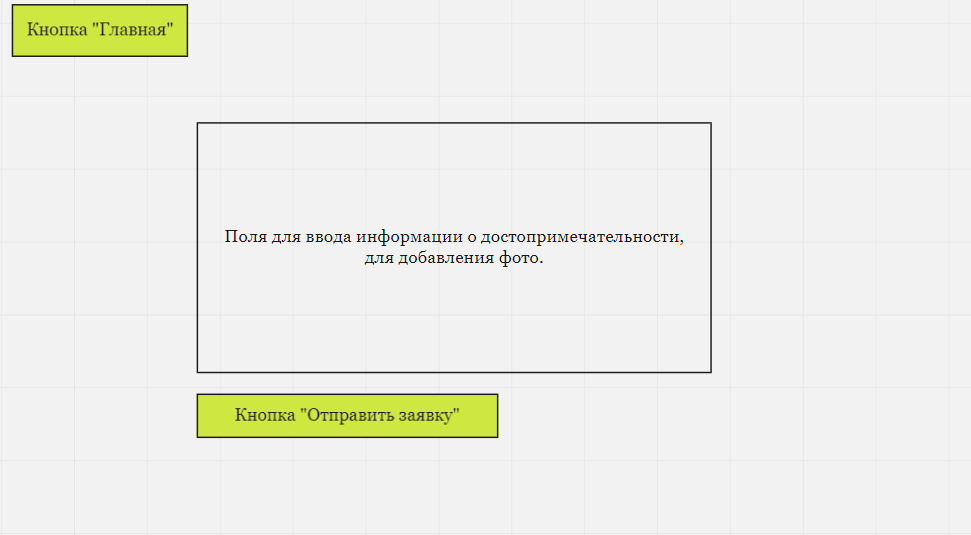 Кнопка "Главная"
Поля для ввода информации о достопримечательности,
для добавления фото.
Кнопка "Отправить заявку"